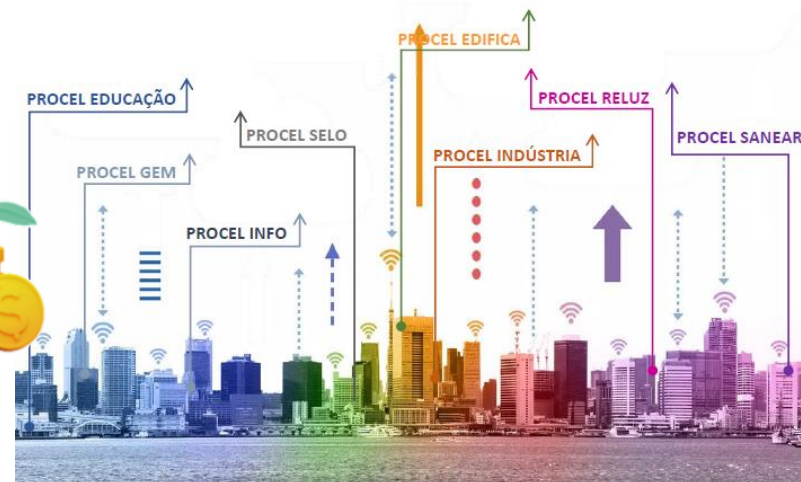 PROCEL EDIFICA
PROCEL EDUCAÇÃO
PROCEL RELUZ
PROCEL SELO
PROCEL SANEAR
PROCEL INDÚSTRIA
PROCEL GEM
PROCEL INFO
$